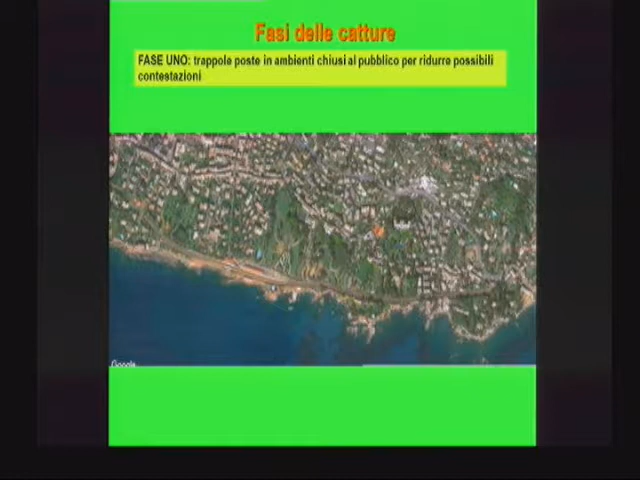 Fasi delle catture
FASE UNO: trappole poste in ambienti chiusi al pubblico per ridurre possibili
contestazioni
Google